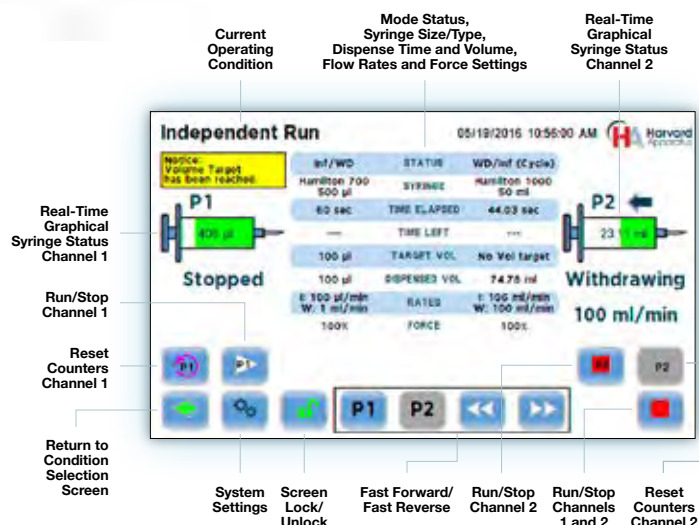 Current
Operating
Condition
Mode Status,
Syringe Size/Type,
Dispense Time and Volume,
Flow Rates and Force Settings
Real-Time
Graphical
Syringe Status
Channel 2
Independent Run
05/19/2016 10:56:00 AM
Harvard
Apparatus
Notice:
Volume Target
has been reached.
Inf/WD STATUS WD/Inf (Cycle)
Hamilton 700
500 µl
SYRINGE
Hamilton 1000
50 ml
60 sec TIME ELAPSED 44.03 sec
--- TIME LEFT ---
100 µl TARGET VOL No Vol target
100 µl DISPENSED VOL 74.78 ml
I: 100 µl/min
W: 1 ml/min
RATES
I: 100 ml/min
W: 100 ml/min
100% FORCE 100%
P1
Stopped
P2
Withdrawing
100 ml/min
P1
P1
P2
P1
P2
Real-Time
Graphical
Syringe Status
Channel 1
Run/Stop
Channel 1
Reset
Counters
Channel 1
Return to
Condition
Selection
Screen
System
Settings
Screen
Lock/
Unlock
Fast Forward/
Fast Reverse
Run/Stop
Channel 2
Run/Stop
Channels
1 and 2
Reset
Counters
Channel 2